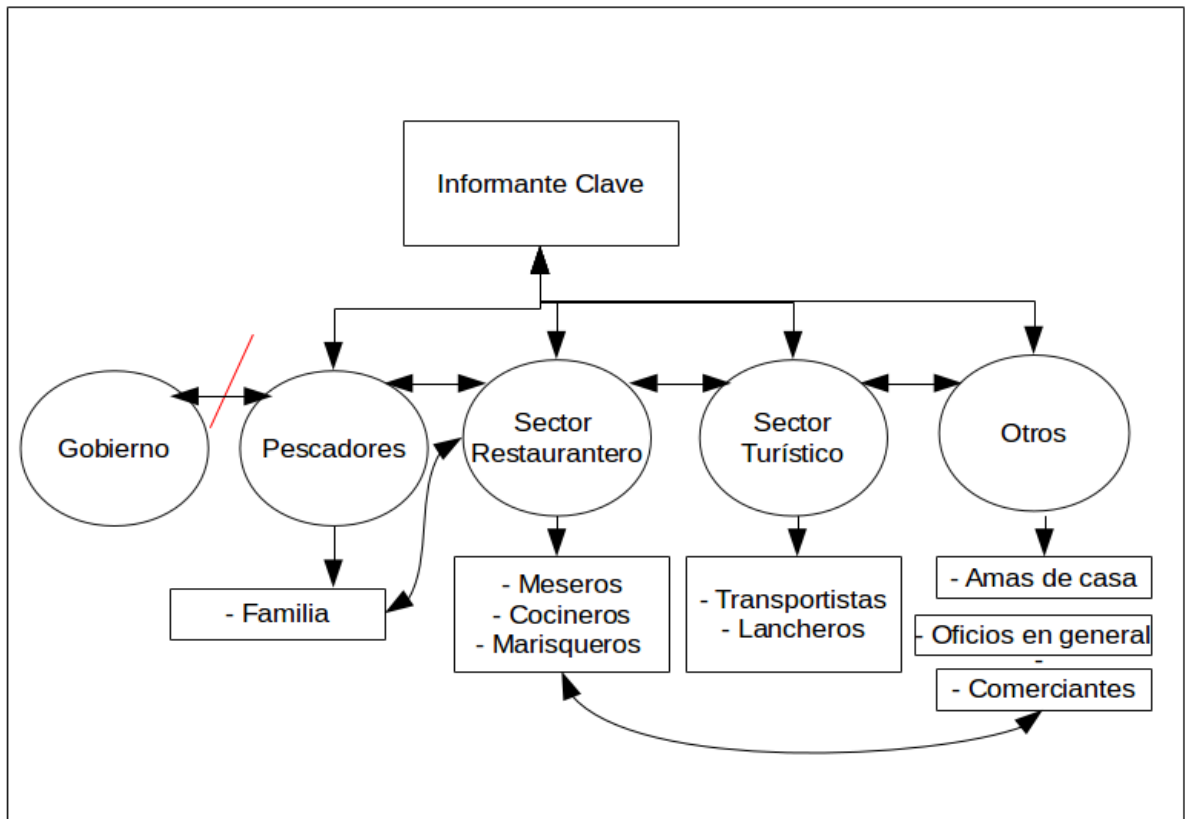 Informante Clave
Gobierno
Pescadores
Sector
Restaurantero
Sector
Turístico
Otros
- Familia
- Meseros
- Cocineros
- Marisqueros
- Transportistas
- Lancheros
- Amas de casa
- Oficios en general
-
- Comerciantes